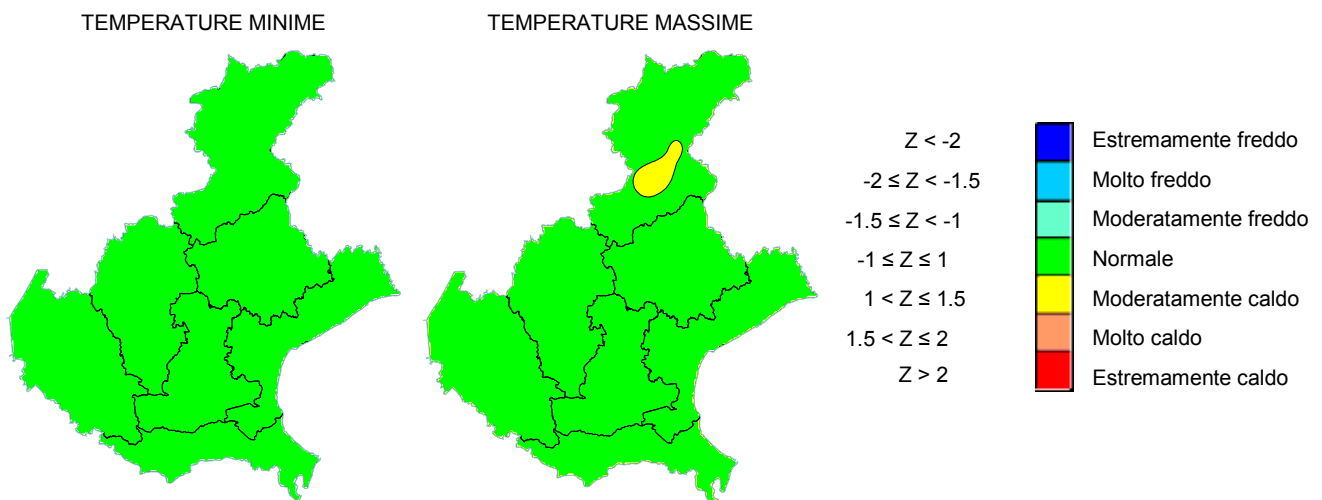 TEMPERATURE MINIME
TEMPERATURE MASSIME
Z < -2 Estremamente freddo
-2 ≤ Z < -1.5 Molto freddo
-1.5 ≤ Z < -1 Moderatamente freddo
-1 ≤ Z ≤ 1 Normale
1 < Z ≤ 1.5 Moderatamente caldo
1.5 < Z ≤ 2 Molto caldo
Z > 2 Estremamente caldo